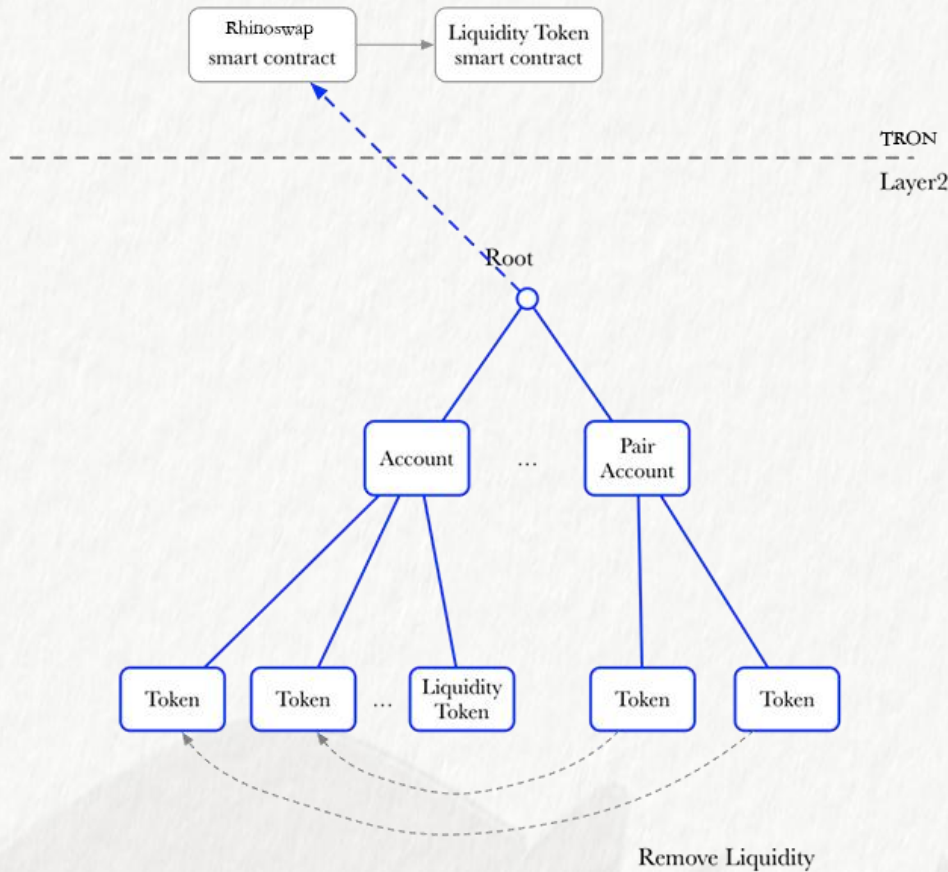 Rhinoswap
smart contract
Liquidity Token
smart contract
TRON
Layer2
Root
Account
...
Pair
Account
Token
Token
...
Liquidity
Token
Token
Token
Remove Liquidity